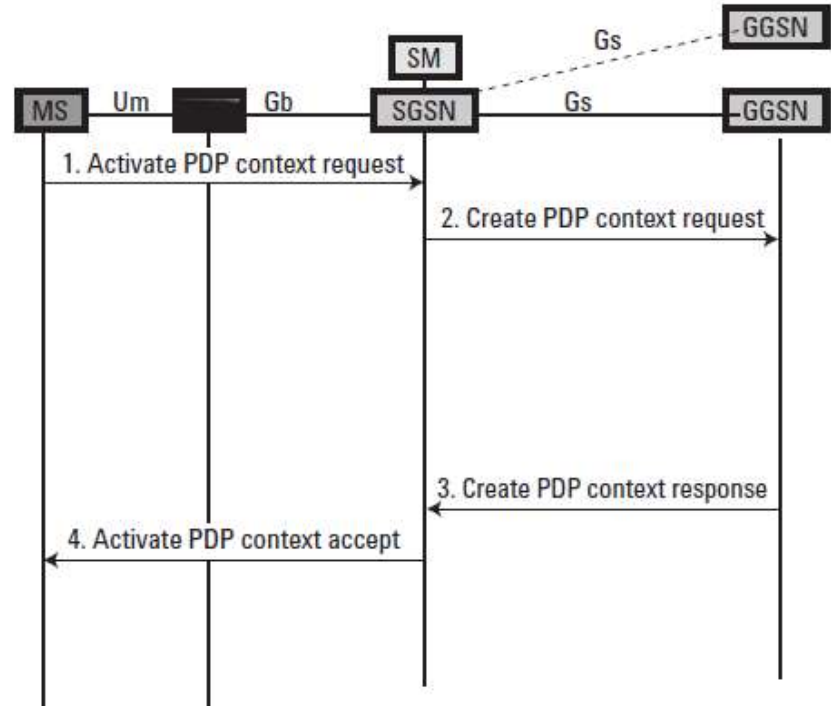 GGSN
Gs
SM
MS
Um
Gb
SGSN
Gs
GGSN
1. Activate PDP context request
2. Create PDP context request
3. Create PDP context response
4. Activate PDP context accept